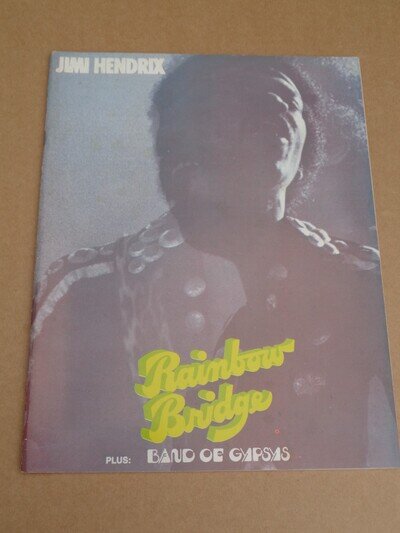 JIMI HENDRIX
Rainbow
Bridge
PLUS: BAND OF GYPSYS